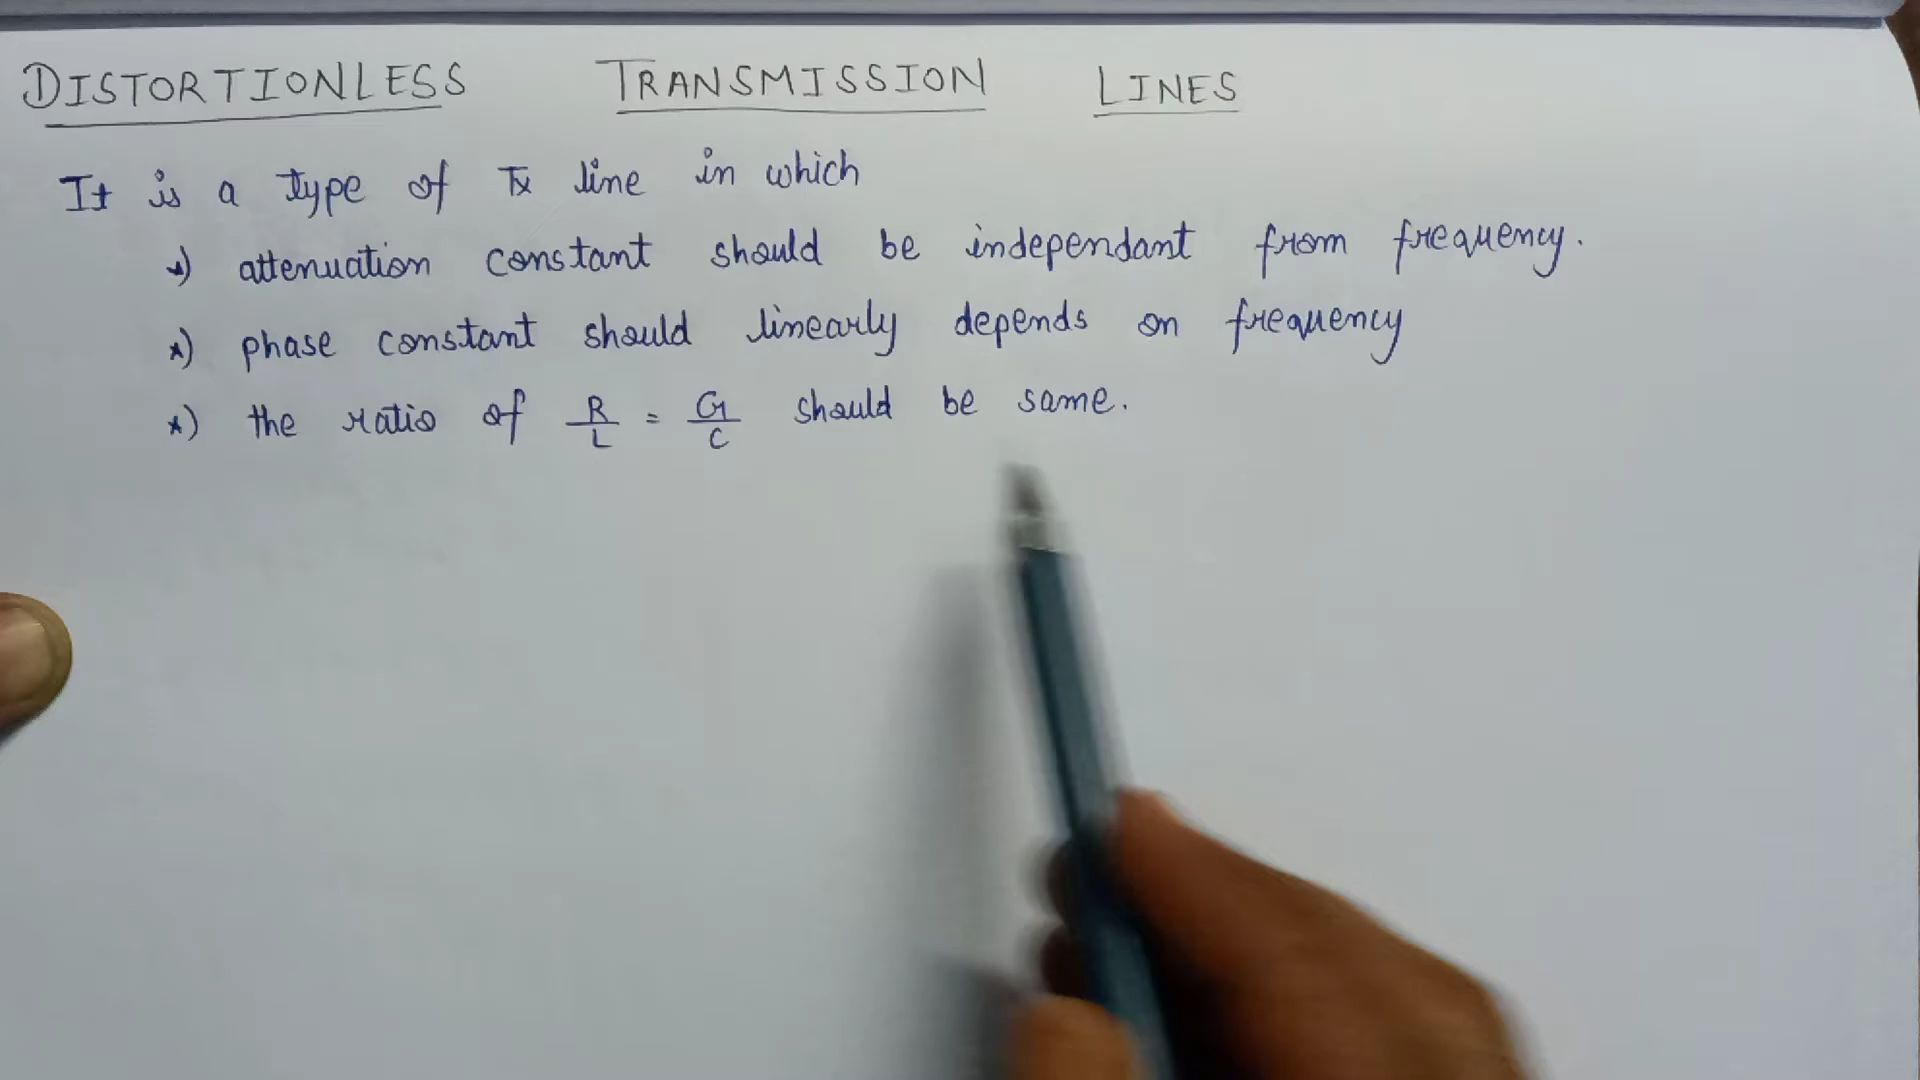 DISTORTIONLESS TRANSMISSION LINES
It is a type of Tx line in which
*) attenuation constant should be independant from frequency.
*) phase constant should linearly depends on frequency
*) the ratio of R/L = G/C should be same.